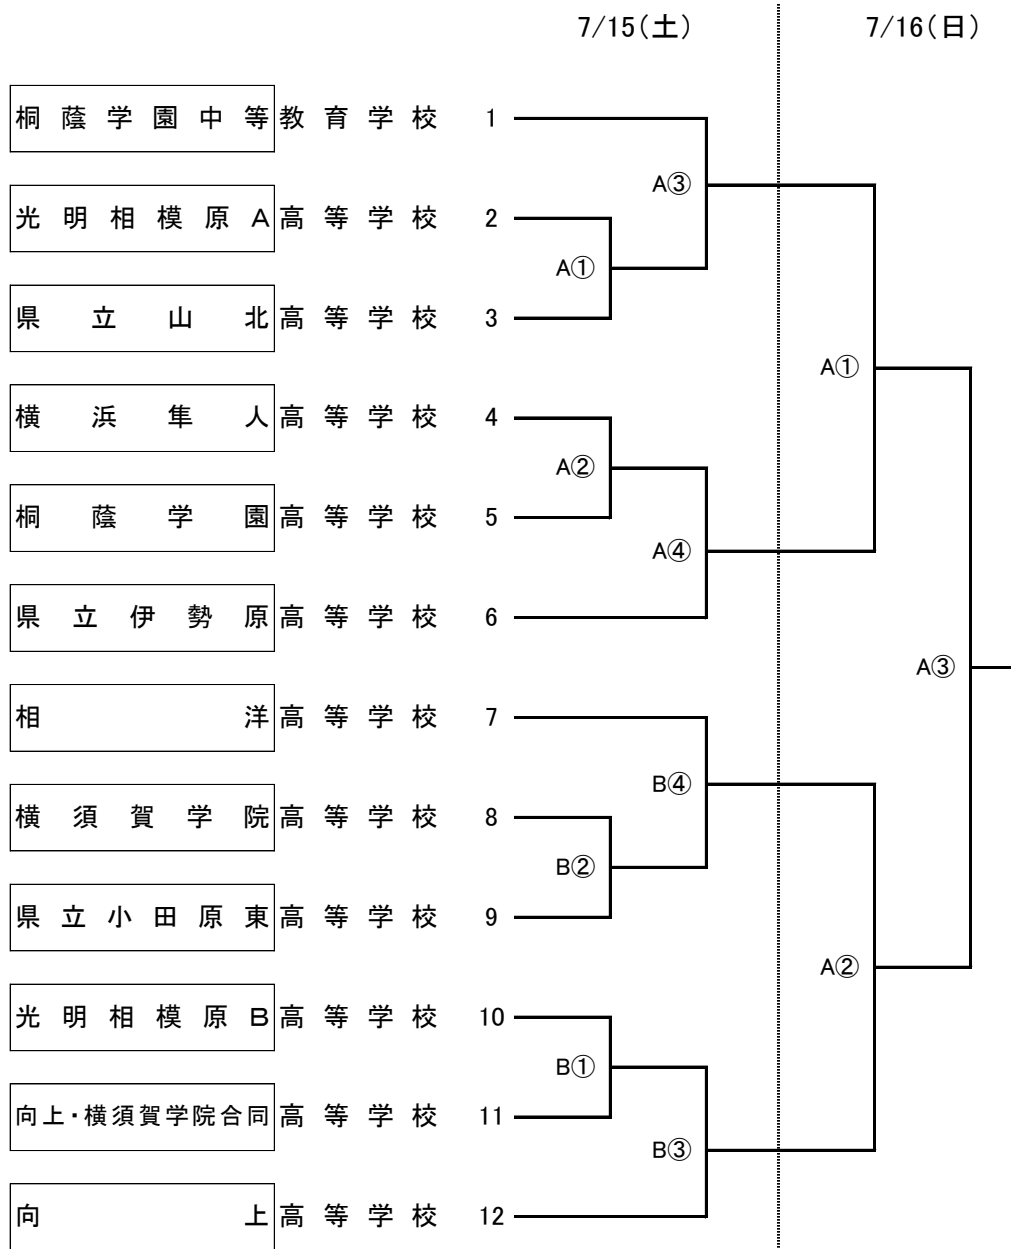 7/15(土) 7/16(日)
桐蔭学園中等教育学校 1
A③
光明相模原A高等学校 2
A①
県立山北高等学校 3
A①
横浜隼人高等学校 4
A②
桐蔭学園高等学校 5
A④
県立伊勢原高等学校 6
A③
相洋高等学校 7
B④
横須賀学院高等学校 8
B②
県立小田原東高等学校 9
A②
光明相模原B高等学校 10
B①
向上・横須賀学院合同高等学校 11
B③
向上高等学校 12